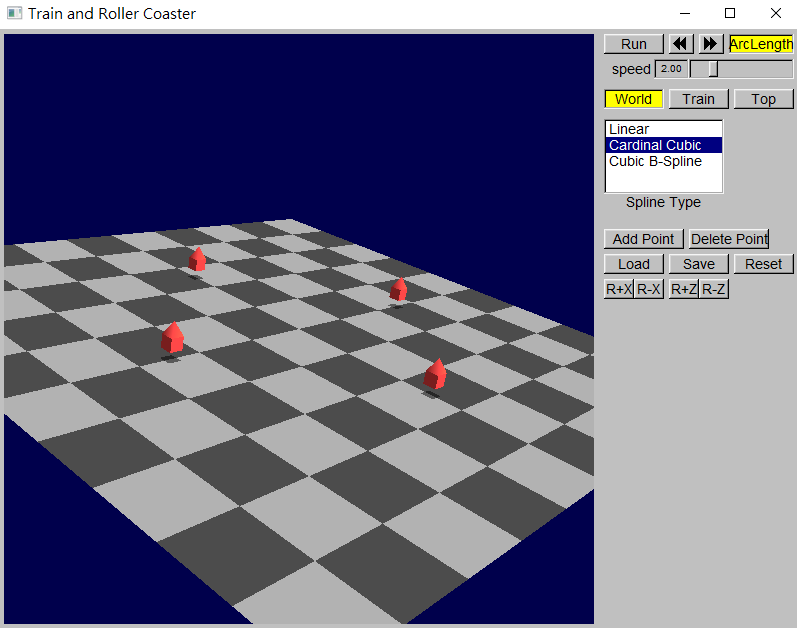 Train and Roller Coaster
Run ArcLength
speed 2.00
World Train Top
Linear
Cardinal Cubic
Cubic B-Spline
Spline Type
Add Point Delete Point
Load Save Reset
R+X R-X R+Z R-Z